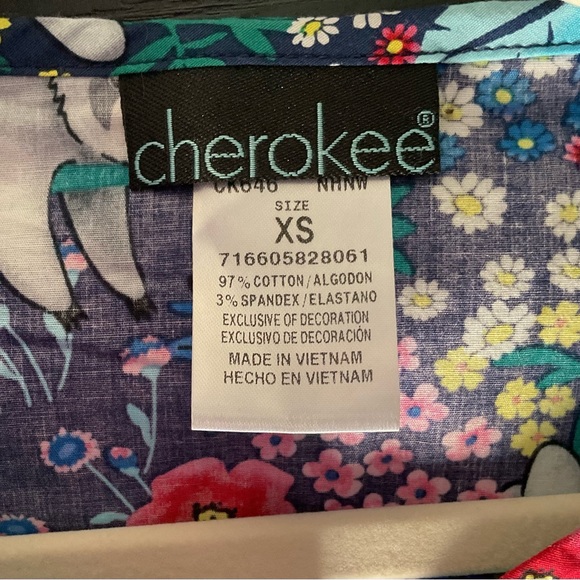 cherokee®
CK646 NHNW
SIZE
XS
716605828061
97% COTTON/ALGODON
3% SPANDEX/ELASTANO
EXCLUSIVE OF DECORATION
EXCLUSIVO DE DECORACIÓN
MADE IN VIETNAM
HECHO EN VIETNAM